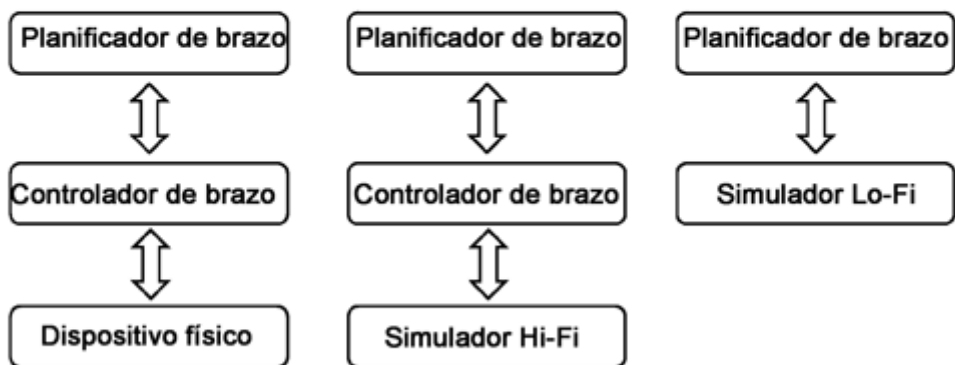 Planificador de brazo
Planificador de brazo
Planificador de brazo
Controlador de brazo
Controlador de brazo
Simulador Lo-Fi
Dispositivo físico
Simulador Hi-Fi